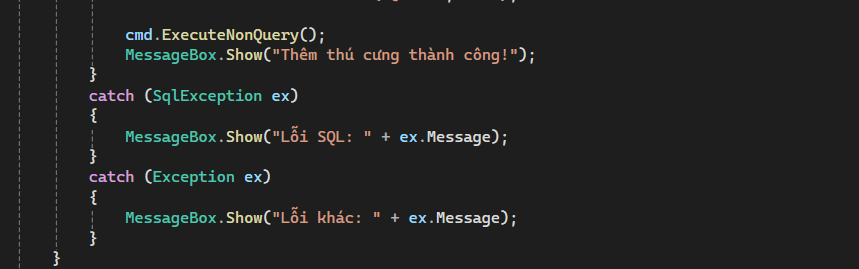 cmd.ExecuteNonQuery();
MessageBox.Show("Thêm thú cưng thành công!");
}
catch (SqlException ex)
{
MessageBox.Show("Lỗi SQL: " + ex.Message);
}
catch (Exception ex)
{
MessageBox.Show("Lỗi khác: " + ex.Message);
}
}